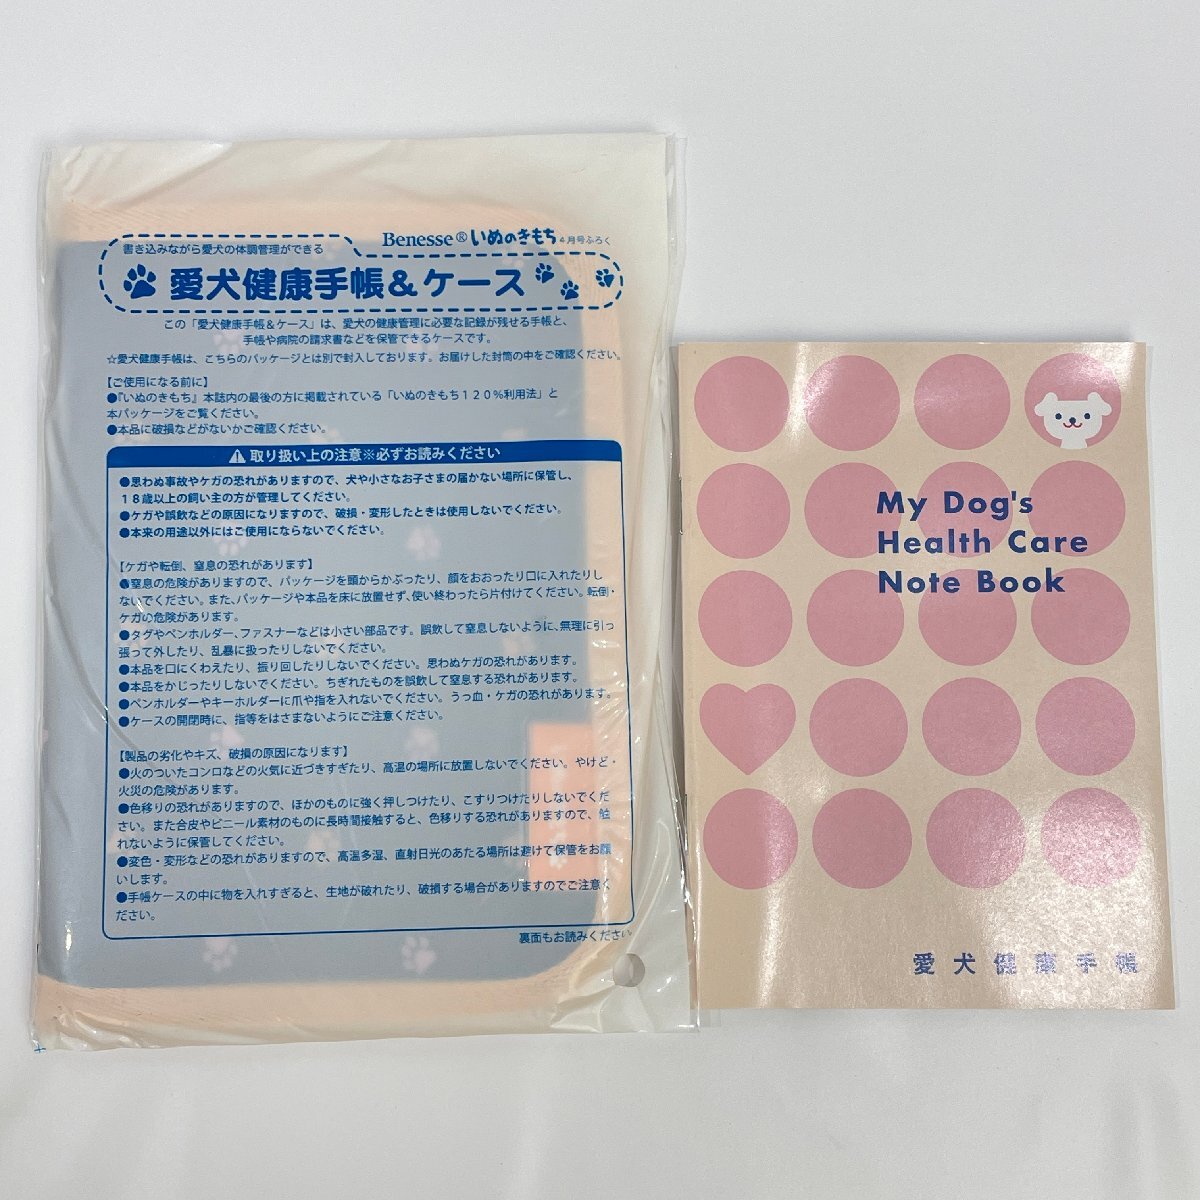 Benesse® いぬのきもち 4月号ふろく
書き込みながら愛犬の体調管理ができる
愛犬健康手帳&ケース
この「愛犬健康手帳&ケース」は、愛犬の健康管理に必要な記録が残せる手帳と、
手帳や病院の請求書などを保管できるケースです。
☆愛犬健康手帳は、こちらのパッケージとは別で封入しております。お届けした封筒の中をご確認ください。
【ご使用になる前に】
●『いぬのきもち』本誌内の最後の方に掲載されている「いぬのきもち120%利用法」と
本パッケージをご覧ください。
●本品に破損などがないかご確認ください。
取り扱い上の注意※必ずお読みください
●思わぬ事故やケガの恐れがありますので、犬や小さなお子さまの届かない場所に保管し、
18歳以上の飼い主の方が管理してください。
●ケガや誤飲などの原因になりますので、破損・変形したときは使用しないでください。
●本来の用途以外にはご使用にならないでください。
【ケガや転倒、窒息の恐れがあります】
●窒息の危険がありますので、パッケージを頭からかぶったり、顔をおおったり口に入れたりし
ないでください。また、パッケージや本品を床に放置せず、使い終わったら片付けてください。転倒・
ケガの危険があります。
●タグやペンホルダー、ファスナーなどは小さい部品です。誤飲して窒息しないように、無理に引っ
張って外したり、乱暴に扱ったりしないでください。
●本品を口にくわえたり、振り回したりしないでください。思わぬケガの恐れがあります。
●本品をかじったりしないでください。ちぎれたものを誤飲して窒息する恐れがあります。
●ペンホルダーやキーホルダーに爪や指を入れないでください。うっ血・ケガの恐れがあります。
●ケースの開閉時に、指等をはさまないようにご注意ください。
【製品の劣化やキズ、破損の原因になります】
●火のついたコンロなどの火気に近づきすぎたり、高温の場所に放置しないでください。やけど・
火災の危険があります。
●色移りの恐れがありますので、ほかのものに強く押しつけたり、こすりつけたりしないでくだ
さい。また合皮やビニール素材のものに長時間接触すると、色移りする恐れがありますので、触
れないように保管してください。
●変色・変形などの恐れがありますので、高温多湿、直射日光のあたる場所は避けて保管をお願
いします。
●手帳ケースの中に物を入れすぎると、生地が破れたり、破損する場合がありますのでご注意く
ださい。
裏面もお読みください
My Dog's
Health Care
Note Book
愛犬健康手帳